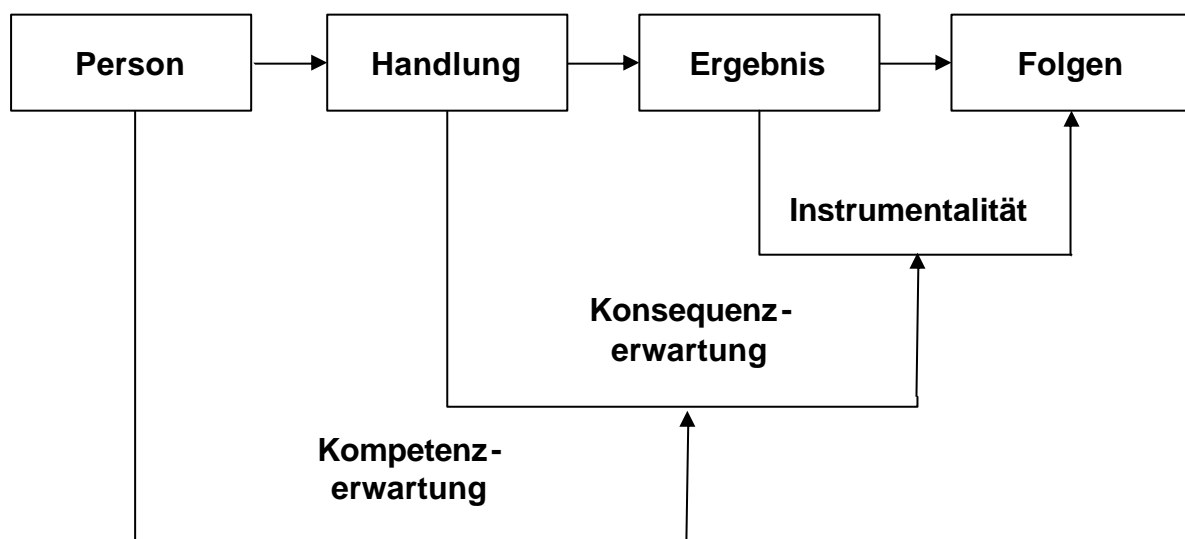 Person
Handlung
Ergebnis
Folgen
Instrumentalität
Konsequenz-
erwartung
Kompetenz-
erwartung